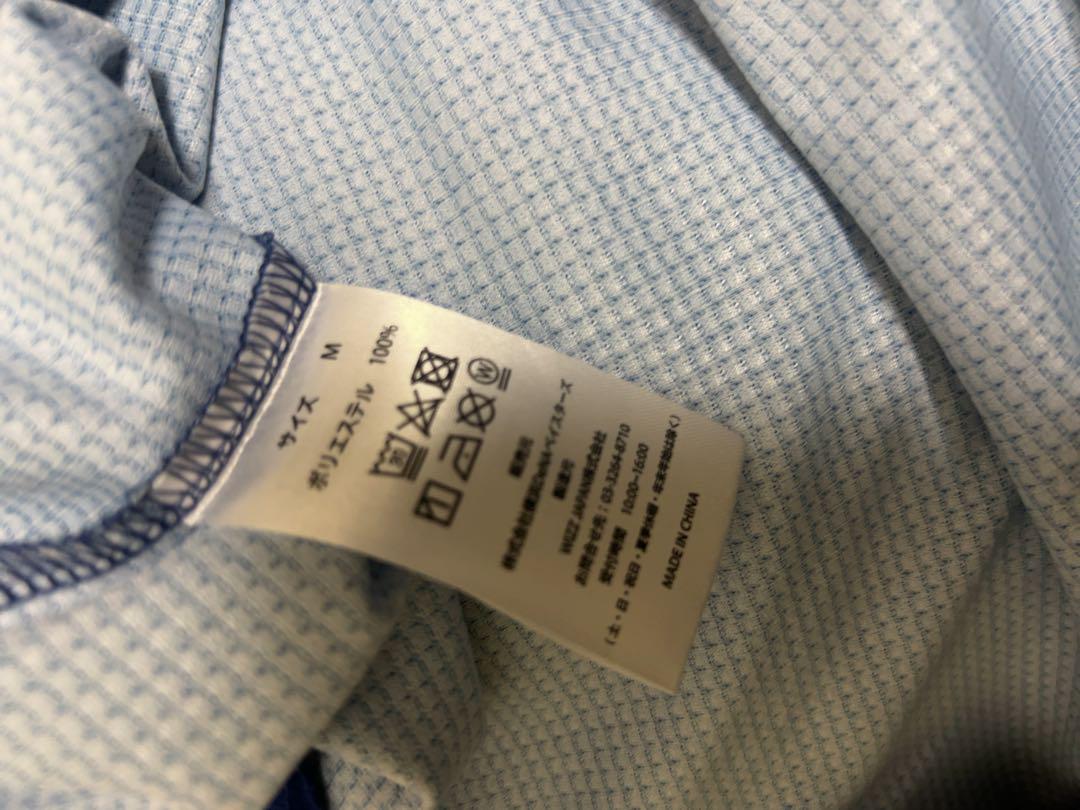 サイズ M
ポリエステル 100%
30
W
販売元
株式会社横浜DeNAベイスターズ
製造元
WIZZ JAPAN株式会社
お問合せ先：03-3264-8710
受付時間 10:00~16:00
（土・日・祝日・夏季休暇・年末年始は除く）
MADE IN CHINA